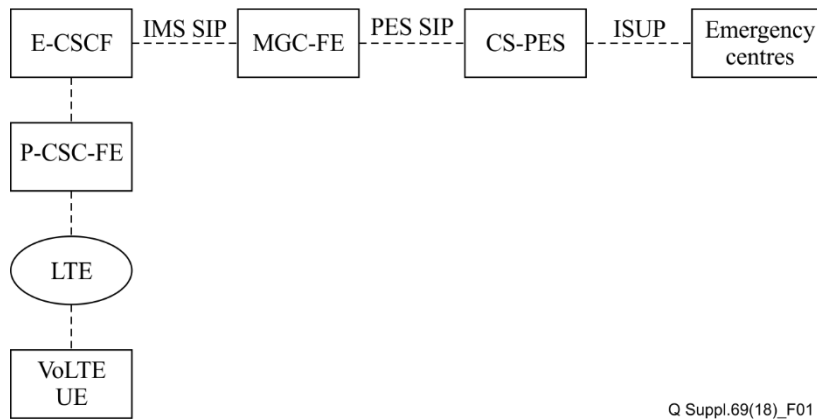 E-CSCF
IMS SIP
MGC-FE
PES SIP
CS-PES
ISUP
Emergency
centres
P-CSC-FE
LTE
VoLTE
UE
Q Suppl.69(18)_F01